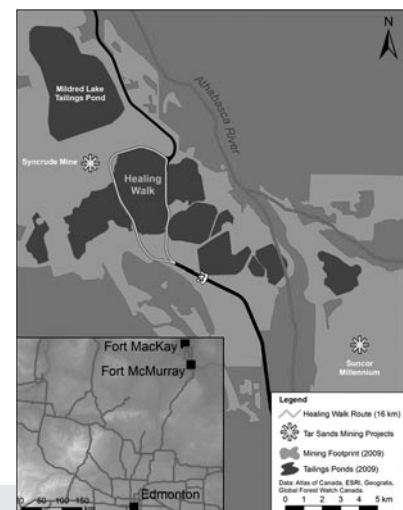 N
Mildred Lake
Tailings Pond
Athabasca River
Syncrude Mine
Healing
Walk
63
Suncor
Millennium
Fort MacKay
Fort McMurray
Edmonton
50 100 150 km
Legend
Healing Walk Route (16 km)
Tar Sands Mining Projects
Mining Footprint (2009)
Tailings Ponds (2009)
Data: Atlas of Canada, ESRI, Geogratis,
Global Forest Watch Canada.
0 1 2 3 4 5 km